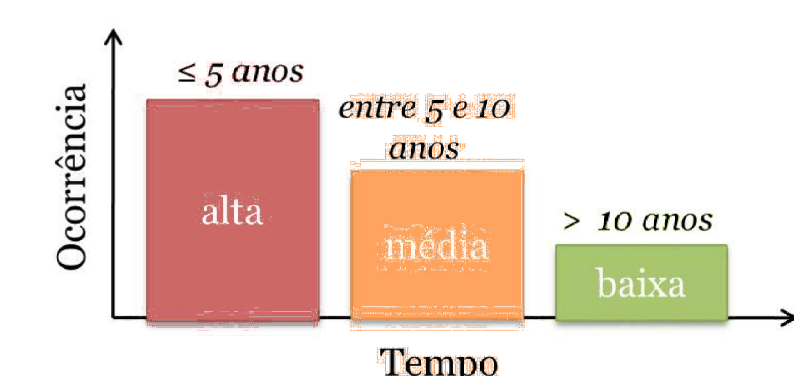 ≤ 5 anos
entre 5 e 10
anos
> 10 anos
Ocorrência
alta
média
baixa
Tempo